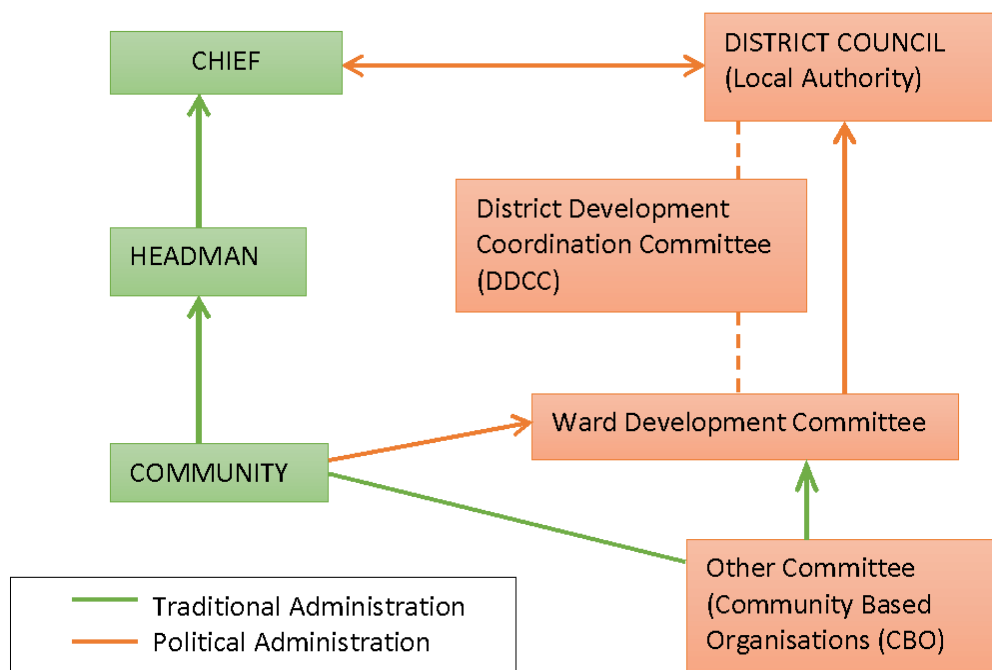 CHIEF
DISTRICT COUNCIL
(Local Authority)
District Development
Coordination Committee
(DDCC)
HEADMAN
Ward Development Committee
COMMUNITY
Other Committee
(Community Based
Organisations (CBO)
Traditional Administration
Political Administration